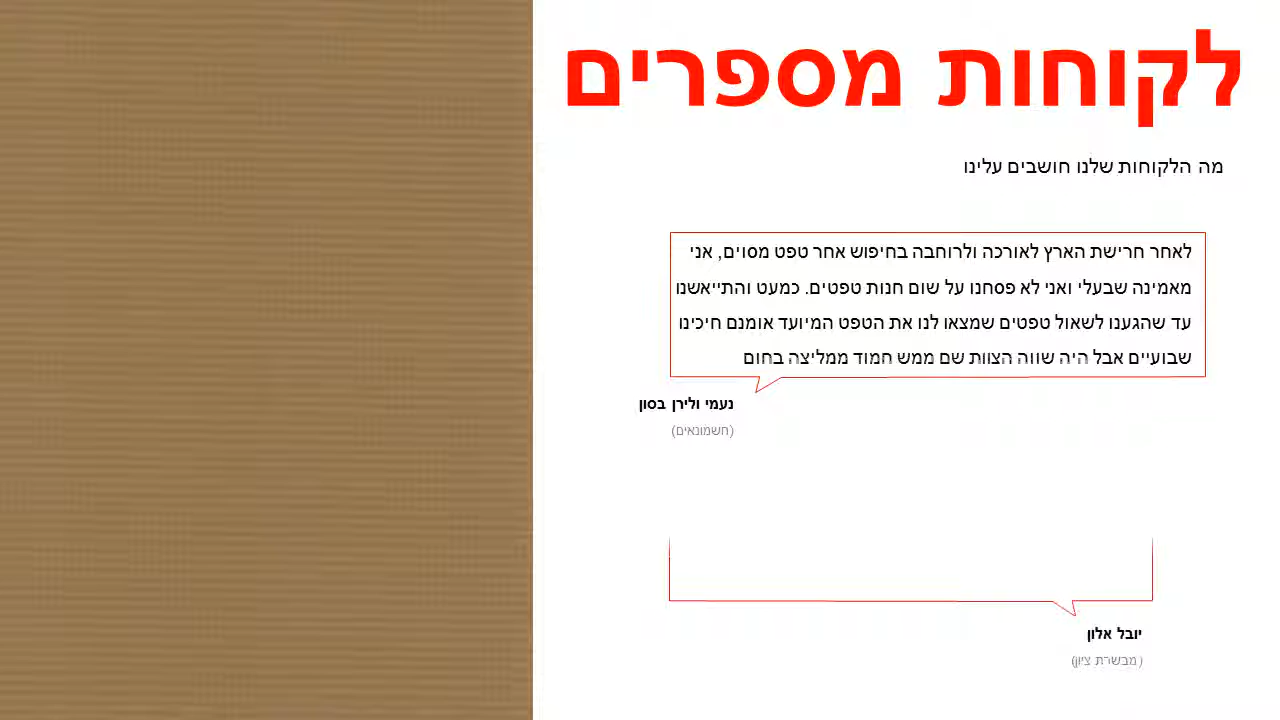 לקוחות מספרים
מה הלקוחות שלנו חושבים עלינו
לאחר חרישת הארץ לאורכה ולרוחבה בחיפוש אחר טפט מסוים, אני
מאמינה שבעלי ואני לא פסחנו על שום חנות טפטים. כמעט והתייאשנו
עד שהגענו לשאול טפטים שמצאו לנו את הטפט המיועד אומנם חיכינו
שבועיים אבל היה שווה הצוות שם ממש חמוד ממליצה בחום
נעמי ולירן בסון
(חשמונאים)
יובל אלון
(מבשרת ציון)